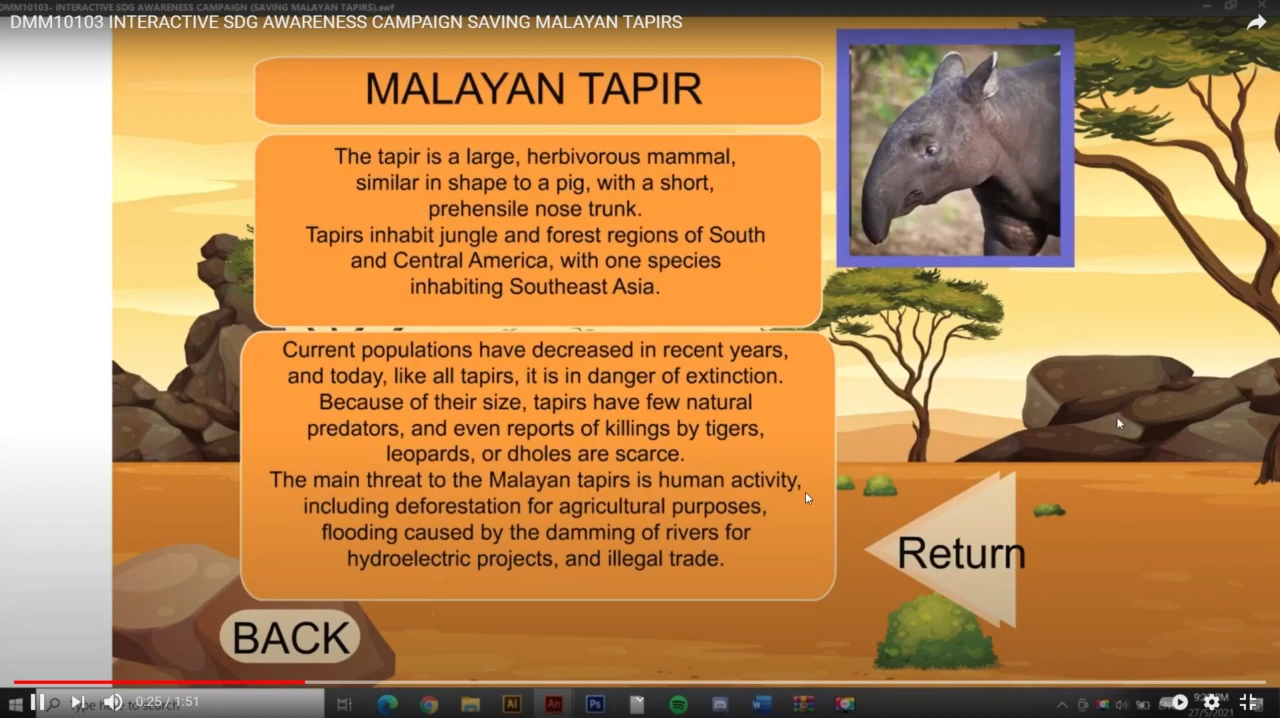 DMM10103- INTERACTIVE SDG AWARENESS CAMPAIGN (SAVING MALAYAN TAPIRS).swf
DMM10103 INTERACTIVE SDG AWARENESS CAMPAIGN SAVING MALAYAN TAPIRS
MALAYAN TAPIR
The tapir is a large, herbivorous mammal,
similar in shape to a pig, with a short,
prehensile nose trunk.
Tapirs inhabit jungle and forest regions of South
and Central America, with one species
inhabiting Southeast Asia.
Current populations have decreased in recent years,
and today, like all tapirs, it is in danger of extinction.
Because of their size, tapirs have few natural
predators, and even reports of killings by tigers,
leopards, or dholes are scarce.
The main threat to the Malayan tapirs is human activity,
including deforestation for agricultural purposes,
flooding caused by the damming of rivers for
hydroelectric projects, and illegal trade.
Return
BACK
0:25 / 1:51
to search
Ai
An
Ps
27/5/2021